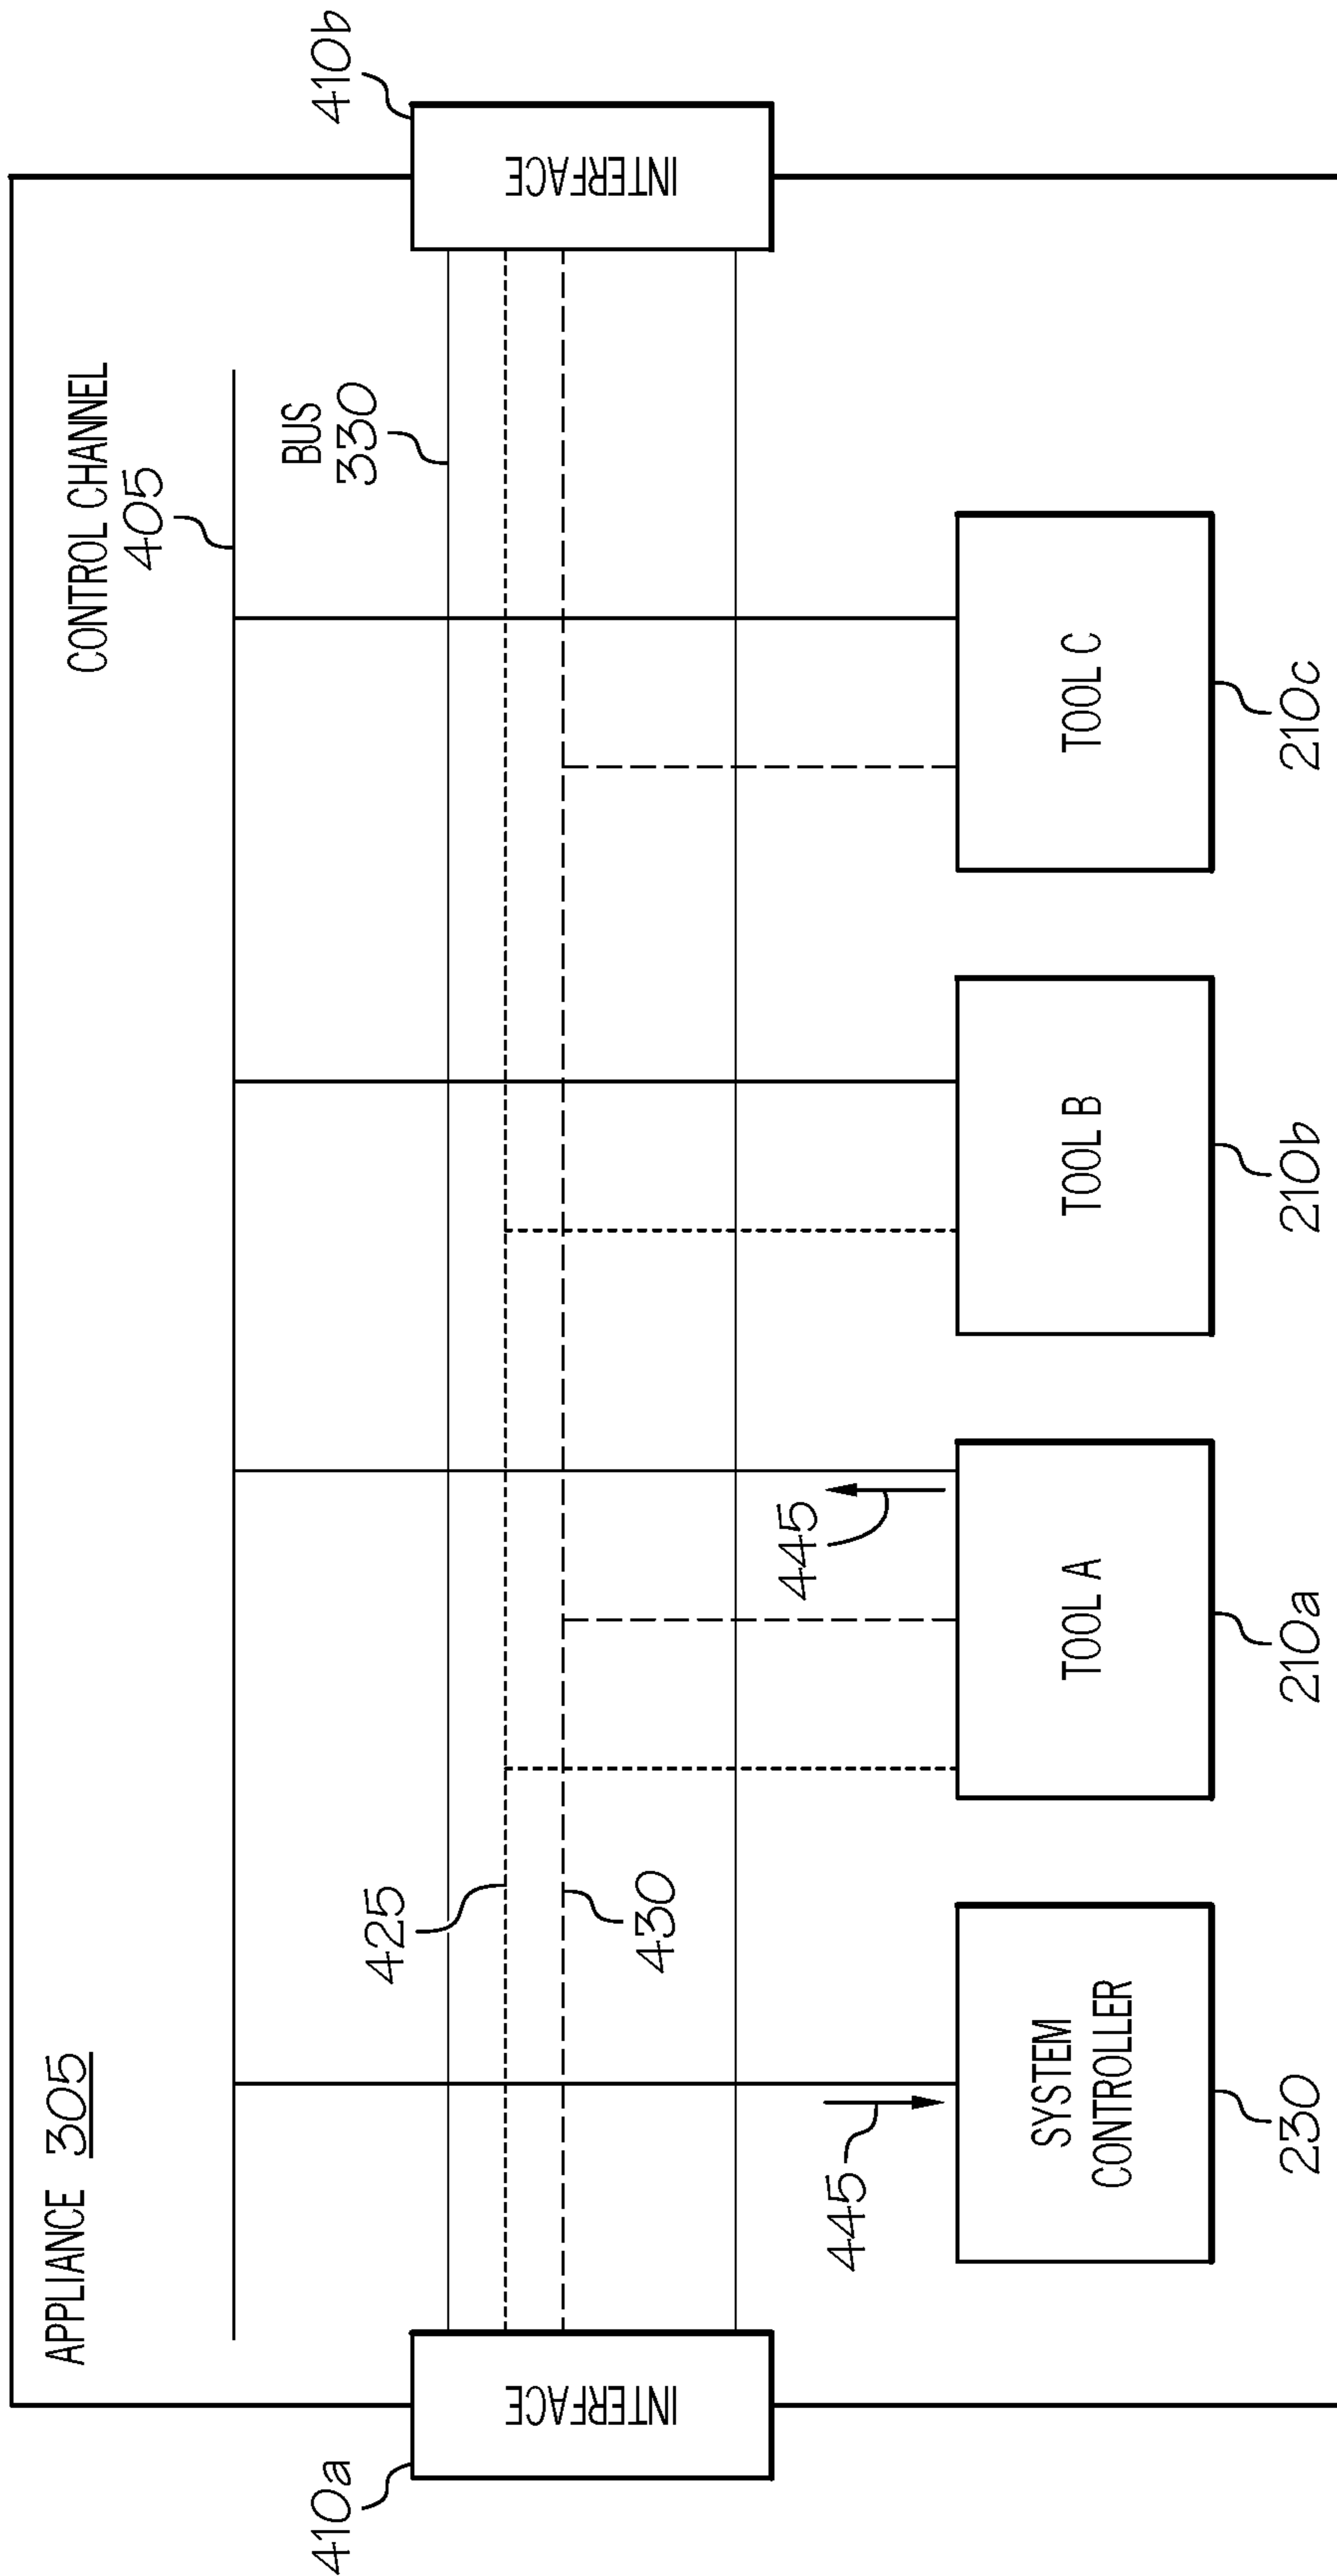 APPLIANCE 305
CONTROL CHANNEL
405
BUS
330
410a
INTERFACE
410b
INTERFACE
425
430
445
445
SYSTEM
CONTROLLER
230
TOOL A
210a
TOOL B
210b
TOOL C
210c